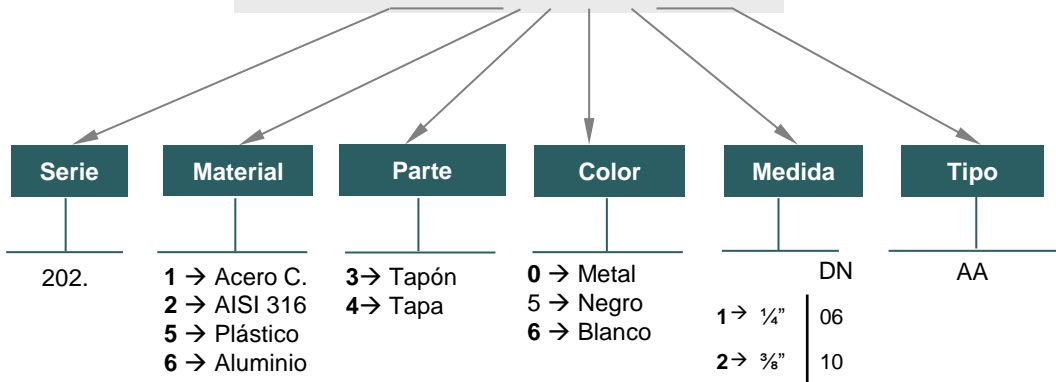 Serie
Material
Parte
Color
Medida
Tipo
202.
1 → Acero C.
2 → AISI 316
5 → Plástico
6 → Aluminio
3→ Tapón
4→ Tapa
0 → Metal
5 → Negro
6 → Blanco
DN
1→ ¼” 06
2→ ⅜” 10
AA